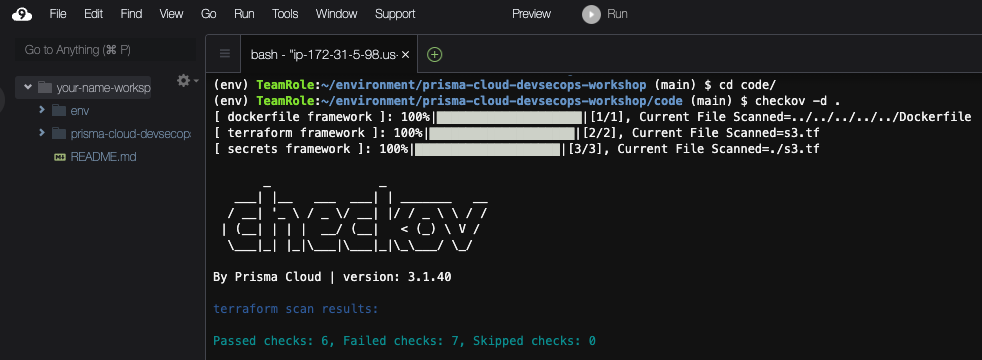 File Edit Find View Go Run Tools Window Support Preview Run
Go to Anything (⌘ P)
bash - "ip-172-31-5-98.us- ×
your-name-worksp
env
prisma-cloud-devsecops
README.md
(env) TeamRole:~/environment/prisma-cloud-devsecops-workshop (main) $ cd code/
(env) TeamRole:~/environment/prisma-cloud-devsecops-workshop/code (main) $ checkov -d .
[ dockerfile framework ]: 100%|████████████████████|[1/1], Current File Scanned=../../../../../Dockerfile
[ terraform framework ]: 100%|████████████████████|[2/2], Current File Scanned=s3.tf
[ secrets framework ]: 100%|████████████████████|[3/3], Current File Scanned=./s3.tf
checkov
By Prisma Cloud | version: 3.1.40
terraform scan results:
Passed checks: 6, Failed checks: 7, Skipped checks: 0